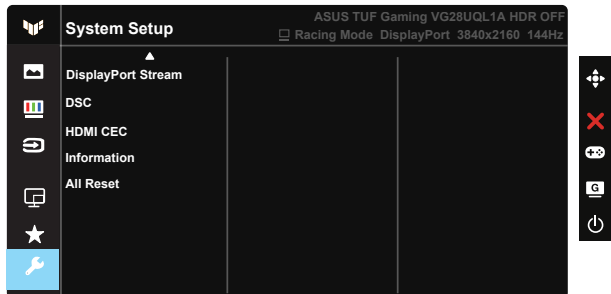 System Setup
ASUS TUF Gaming VG28UQL1A HDR OFF
Racing Mode DisplayPort 3840x2160 144Hz
DisplayPort Stream
DSC
HDMI CEC
Information
All Reset
G